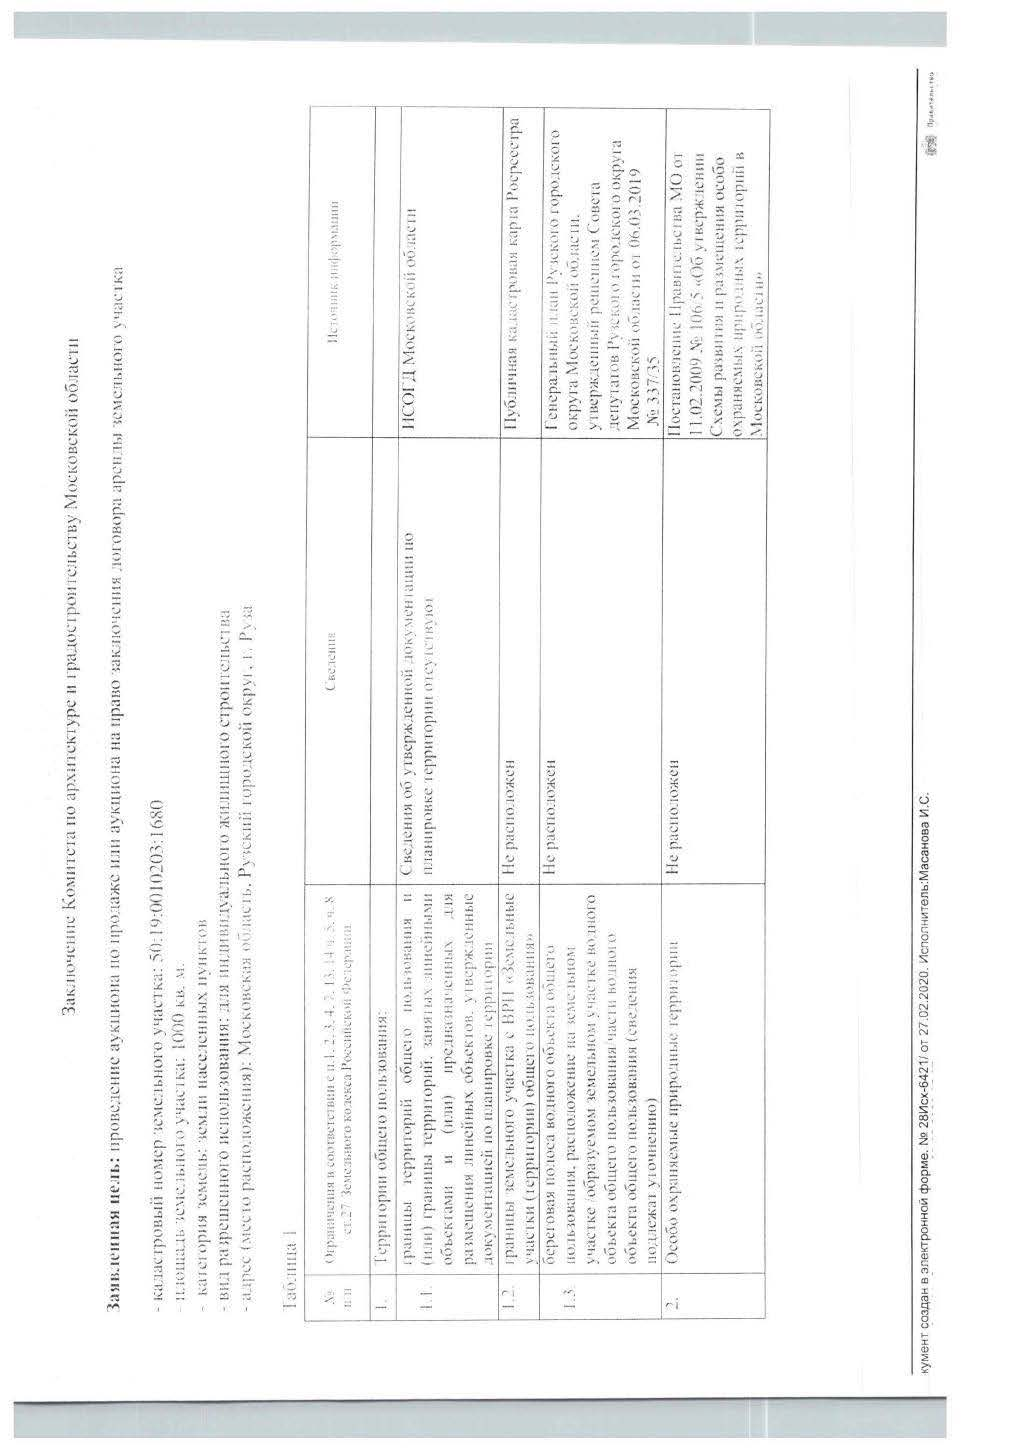 Заключение Комитета по архитектуре и градостроительству Московской области
Заявленная цель: проведение аукциона по продаже или аукциона на право заключения договора аренды земельного участка
- кадастровый номер земельного участка: 50:19:0010203:1680
- площадь земельного участка: 1000 кв. м.
- категория земель: земли населенных пунктов
- вид разрешенного использования: для индивидуального жилищного строительства
- адрес (место расположения): Московская область, Рузский городской округ, г. Руза
Таблица 1
№
п/п
Ограничения в соответствии с п.1, 2, 3, 4, 7, 13, 14 ч. 5; ч. 8
ст.27 Земельного кодекса Российской Федерации
Сведения
Источник информации
1.
Территории общего пользования:
1.1.
границы территорий общего пользования и
(или) границы территорий, занятых линейными
объектами и (или) предназначенных для
размещения линейных объектов, утвержденные
документацией по планировке территории
Сведения об утвержденной документации по
планировке территории отсутствуют
ИСОГД Московской области
1.2.
границы земельного участка с ВРИ «Земельные
участки (территории) общего пользования»
Не расположен
Публичная кадастровая карта Росреестра
1.3
береговая полоса водного объекта общего
пользования, расположение на земельном
участке /образуемом земельном участке водного
объекта общего пользования/части водного
объекта общего пользования (сведения
подлежат уточнению)
Не расположен
Генеральный план Рузского городского
округа Московской области,
утвержденный решением Совета
депутатов Рузского городского округа
Московской области от 06.03.2019
№ 337/35
2.
Особо охраняемые природные территории
Не расположен
Постановление Правительства МО от
11.02.2009 № 106/5 «Об утверждении
Схемы развития и размещения особо
охраняемых природных территорий в
Московской области»
кумент создан в электронной форме. № 28Исх-6421/ от 27.02.2020. Исполнитель:Масанова И.С.
Правительство